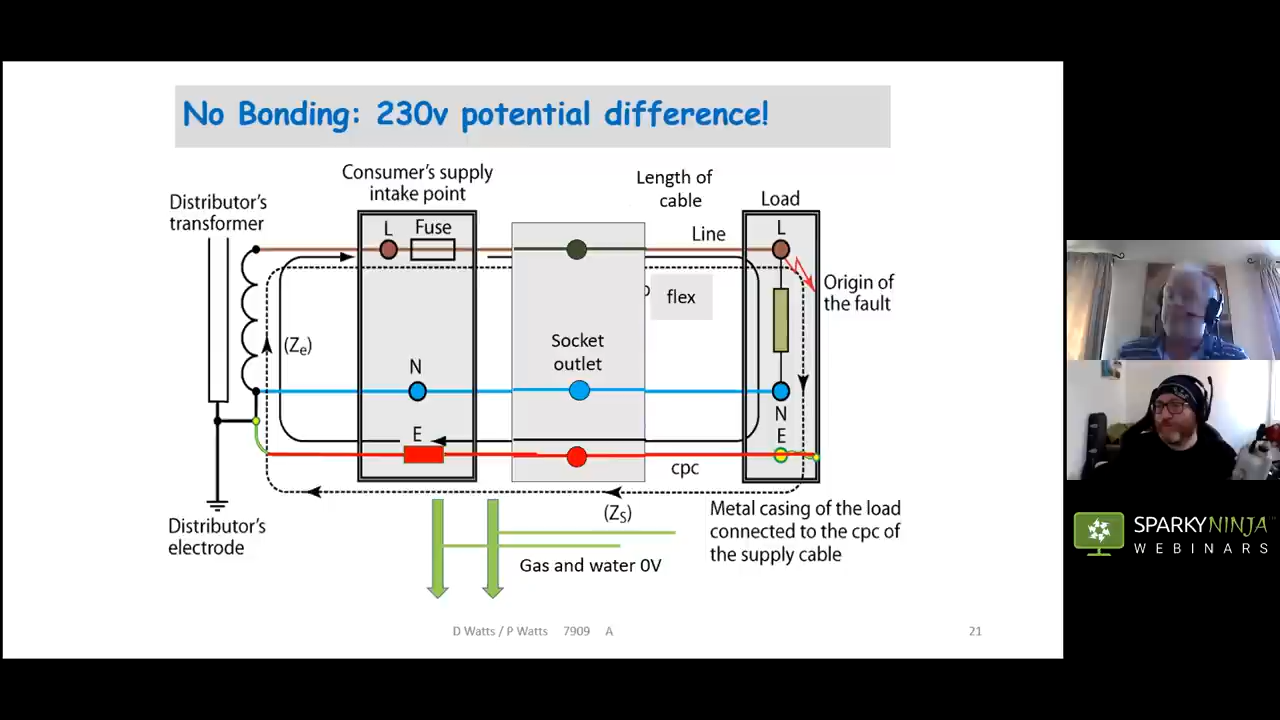 No Bonding: 230v potential difference!
Consumer's supply
intake point
Length of
cable
Distributor's
transformer
Load
L
Fuse
Line
L
Origin of
the fault
flex
(Ze)
Socket
outlet
N
N
E
E
cpc
(Zs)
Metal casing of the load
connected to the cpc of
the supply cable
Distributor's
electrode
Gas and water 0V
D Watts / P Watts 7909 A
21
SPARKYNINJA
WEBINARS